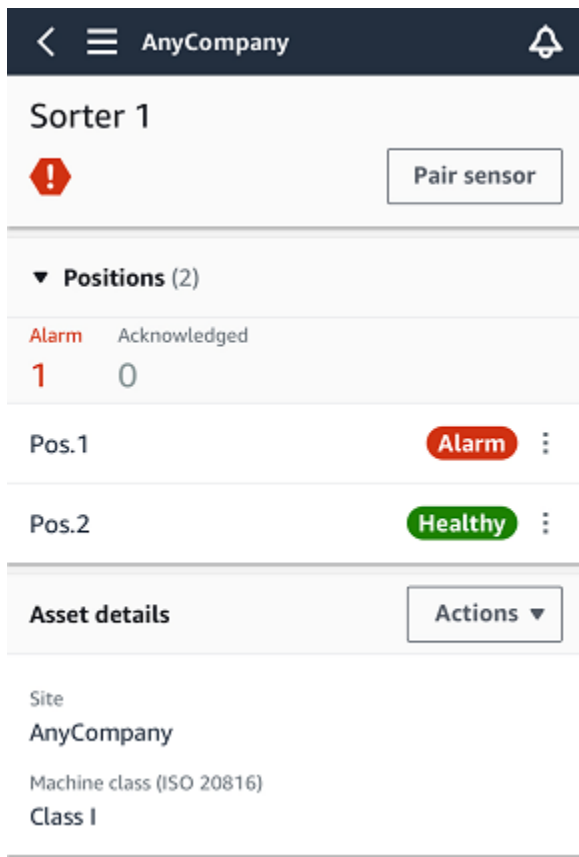 AnyCompany
Sorter 1
Pair sensor
Positions (2)
Alarm Acknowledged
1 0
Pos.1 Alarm
Pos.2 Healthy
Asset details Actions
Site
AnyCompany
Machine class (ISO 20816)
Class I